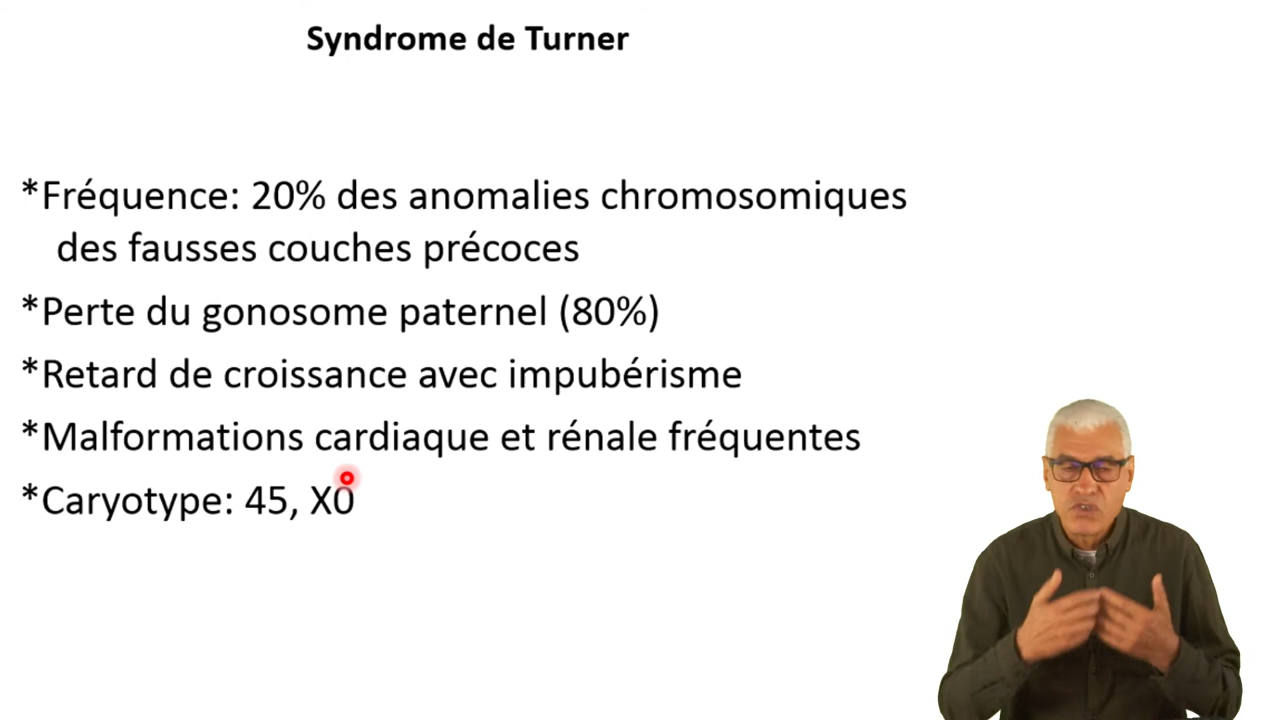 Syndrome de Turner
*Fréquence: 20% des anomalies chromosomiques
des fausses couches précoces
*Perte du gonosome paternel (80%)
*Retard de croissance avec impubérisme
*Malformations cardiaque et rénale fréquentes
*Caryotype: 45, X0